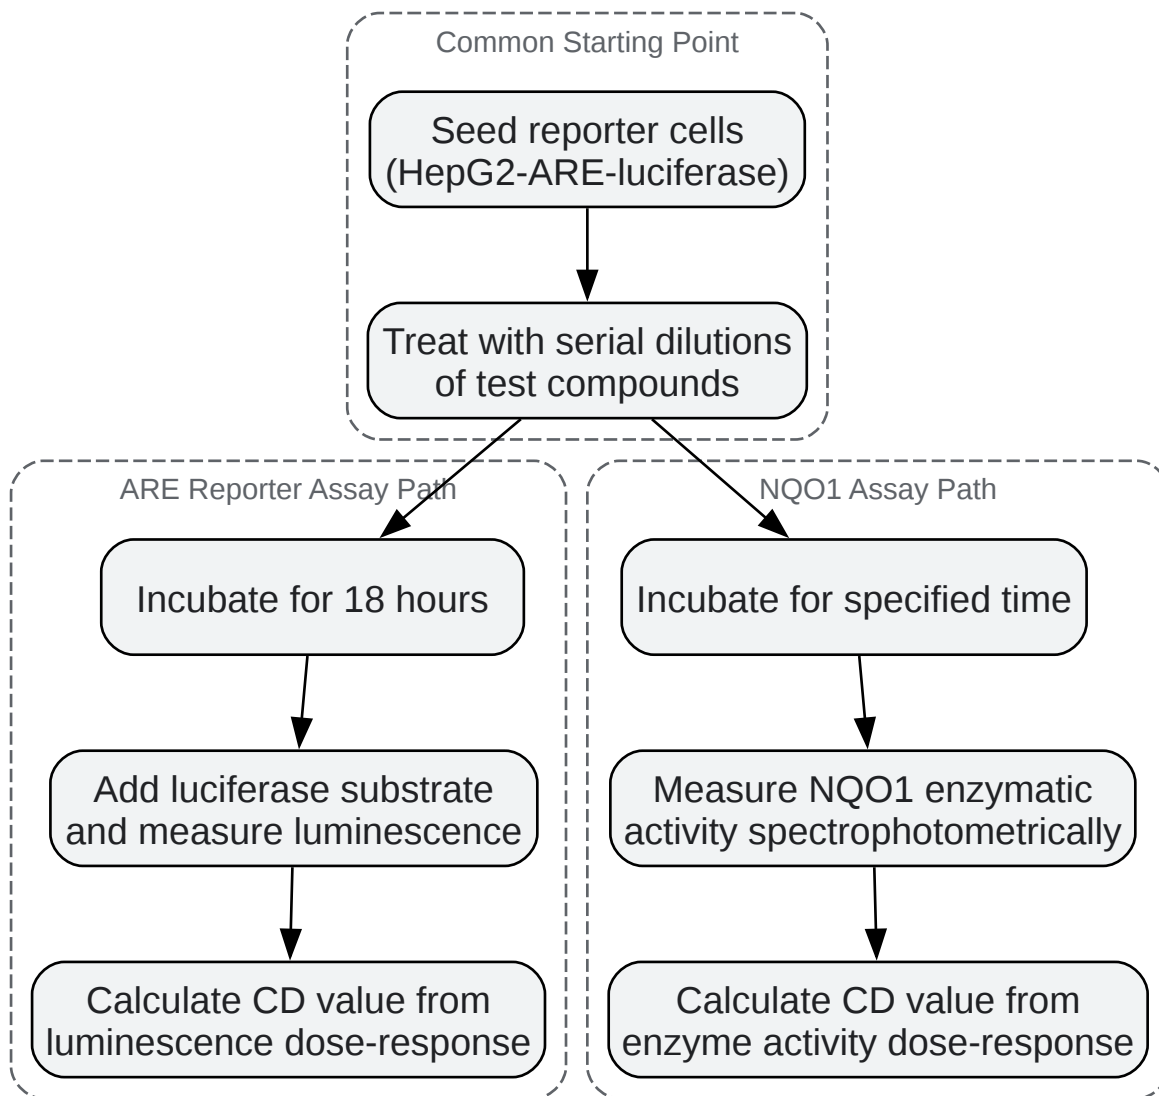 Common Starting Point
Seed reporter cells
(HepG2-ARE-luciferase)
Treat with serial dilutions
of test compounds
ARE Reporter Assay Path
Incubate for 18 hours
Add luciferase substrate
and measure luminescence
Calculate CD value from
luminescence dose-response
NQO1 Assay Path
Incubate for specified time
Measure NQO1 enzymatic
activity spectrophotometrically
Calculate CD value from
enzyme activity dose-response